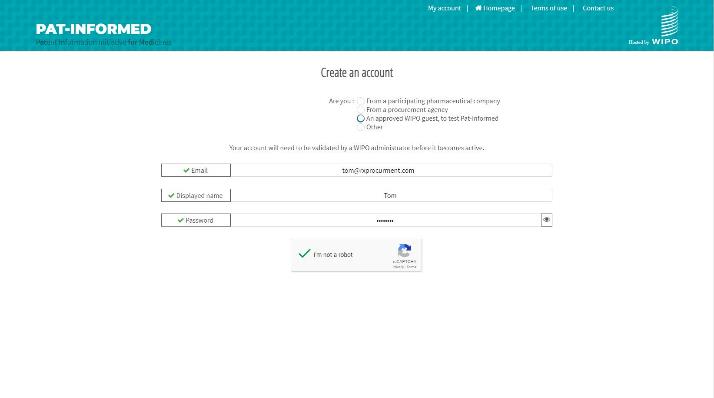 My account | Homepage | Terms of use | Contact us
PAT-INFORMED
Patent Information Initiative for Medicines
Hosted by WIPO
Create an account
Are you :
From a participating pharmaceutical company
From a procurement agency
An approved WIPO guest, to test Pat-Informed
Other
Your account will need to be validated by a WIPO administrator before it becomes active.
Email tom@rxprocurment.com
Displayed name Tom
Password ••••••••
I'm not a robot
reCAPTCHA
Privacy - Terms